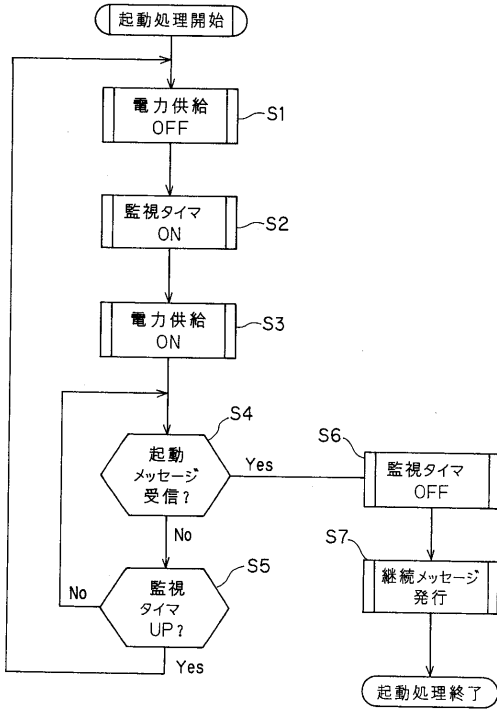 起動処理開始
電力供給
OFF
S1
監視タイマ
ON
S2
電力供給
ON
S3
S4
起動
メッセージ
受信?
Yes
No
S5
監視
タイマ
UP?
No
Yes
S6
監視タイマ
OFF
S7
継続メッセージ
発行
起動処理終了